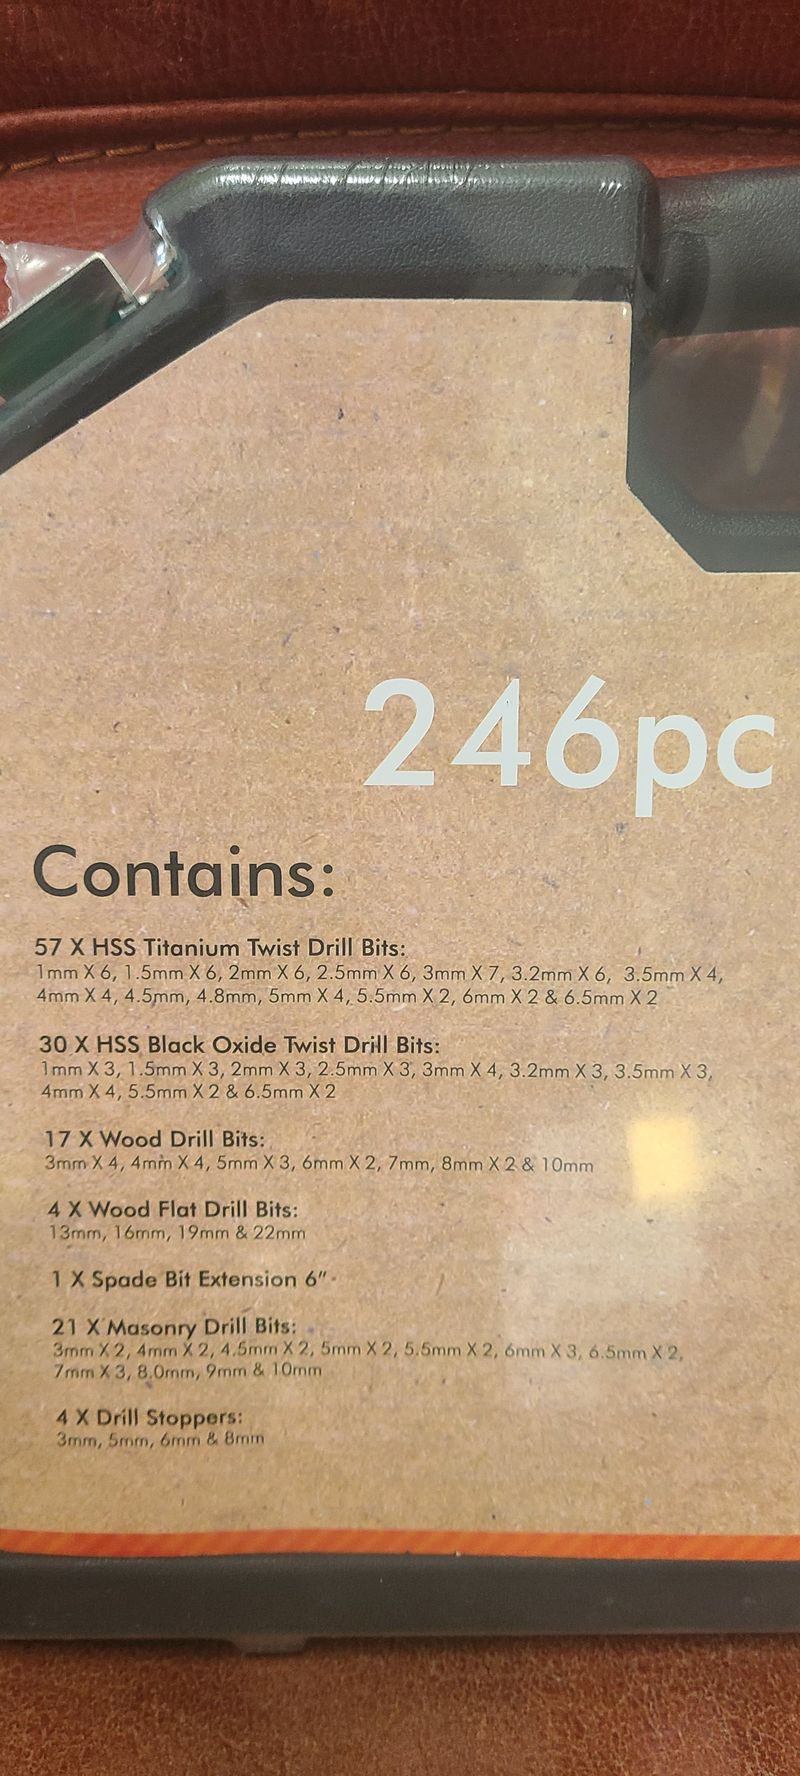 246pc
Contains:
57 X HSS Titanium Twist Drill Bits:
1mm X 6, 1.5mm X 6, 2mm X 6, 2.5mm X 6, 3mm X 7, 3.2mm X 6, 3.5mm X 4,
4mm X 4, 4.5mm, 4.8mm, 5mm X 4, 5.5mm X 2, 6mm X 2 & 6.5mm X 2
30 X HSS Black Oxide Twist Drill Bits:
1mm X 3, 1.5mm X 3, 2mm X 3, 2.5mm X 3, 3mm X 4, 3.2mm X 3, 3.5mm X 3,
4mm X 4, 5.5mm X 2 & 6.5mm X 2
17 X Wood Drill Bits:
3mm X 4, 4mm X 4, 5mm X 3, 6mm X 2, 7mm, 8mm X 2 & 10mm
4 X Wood Flat Drill Bits:
13mm, 16mm, 19mm & 22mm
1 X Spade Bit Extension 6"
21 X Masonry Drill Bits:
3mm X 2, 4mm X 2, 4.5mm X 2, 5mm X 2, 5.5mm X 2, 6mm X 3, 6.5mm X 2,
7mm X 3, 8.0mm, 9mm & 10mm
4 X Drill Stoppers:
3mm, 5mm, 6mm & 8mm